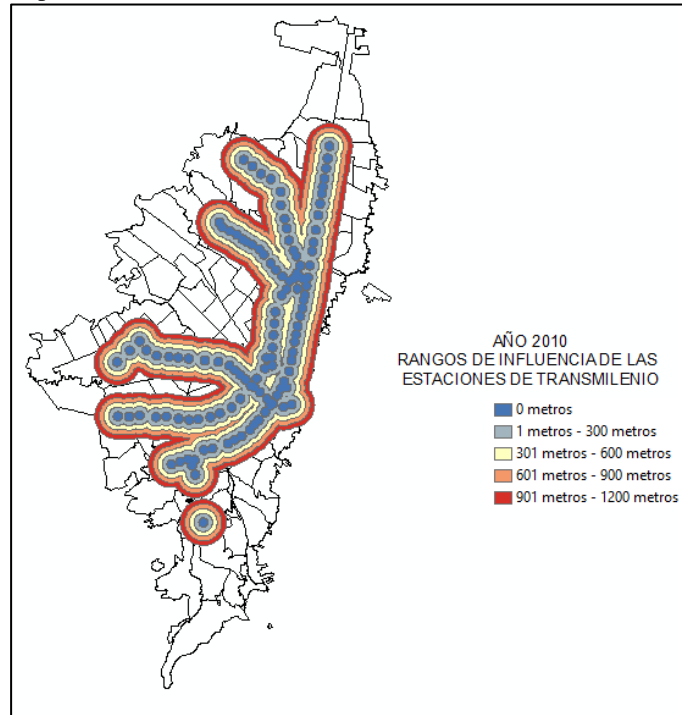 AÑO 2010
RANGOS DE INFLUENCIA DE LAS
ESTACIONES DE TRANSMILENIO
0 metros
1 metros - 300 metros
301 metros - 600 metros
601 metros - 900 metros
901 metros - 1200 metros